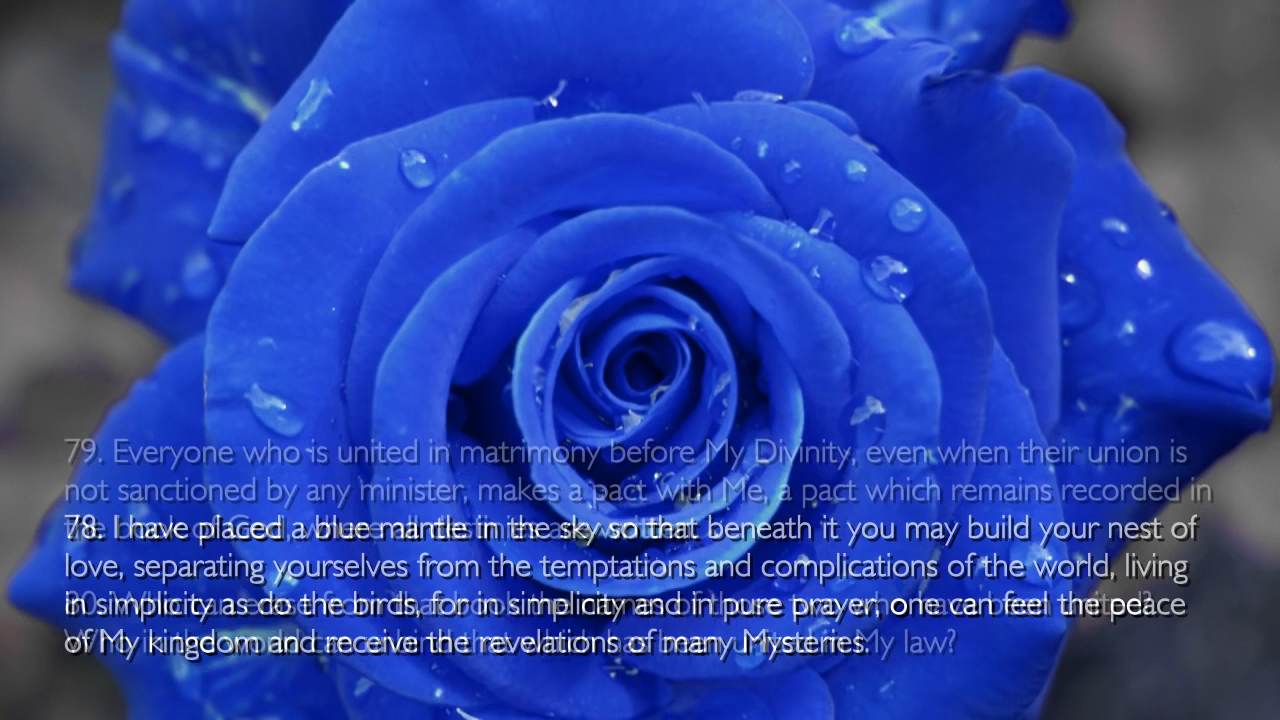 79. Everyone who is united in matrimony before My Divinity, even when their union is
not sanctioned by any minister, makes a pact with Me, a pact which remains recorded in
78. I have placed a blue mantle in the sky so that beneath it you may build your nest of
love, separating yourselves from the temptations and complications of the world, living
in simplicity as do the birds, for in simplicity and in pure prayer, one can feel the peace
of My kingdom and receive the revelations of many Mysteries.
My law?